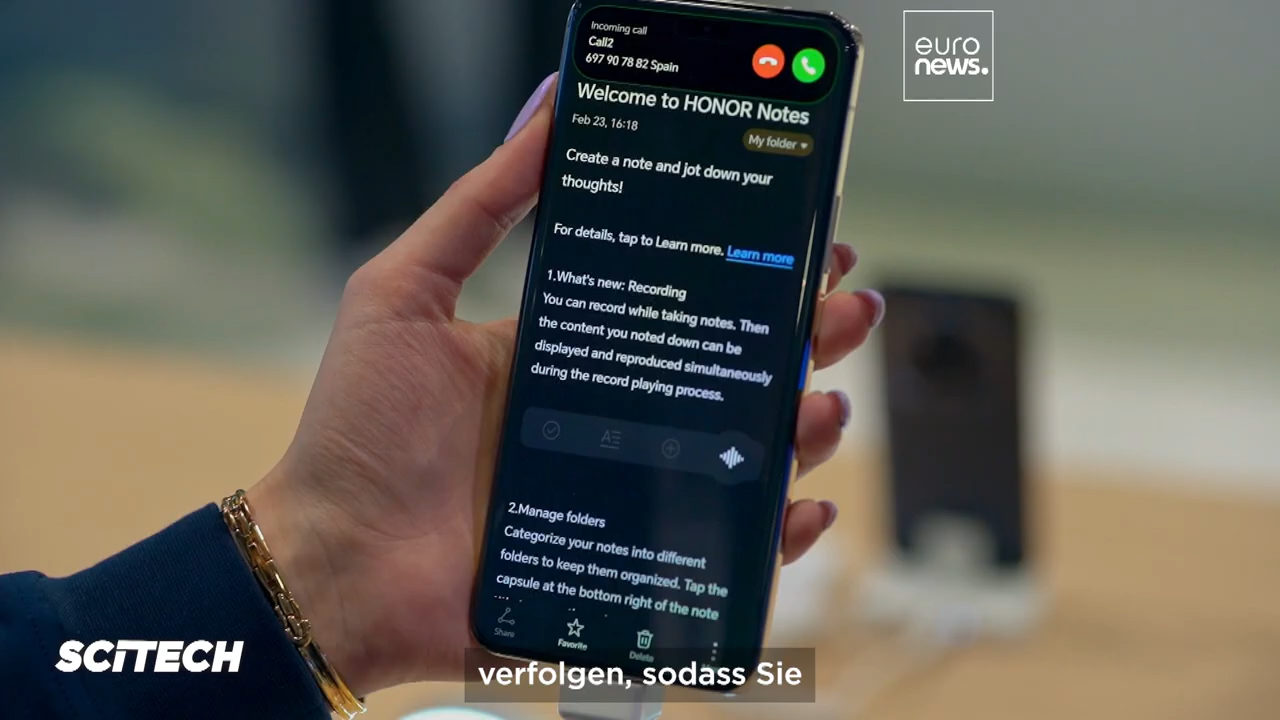 Incoming call
Call2
697 90 78 82 Spain
euro
news.
Welcome to HONOR Notes
Feb 23, 16:18
My folder
Create a note and jot down your
thoughts!
For details, tap to Learn more. Learn more
1.What's new: Recording
You can record while taking notes. Then
the content you noted down can be
displayed and reproduced simultaneously
during the record playing process.
2.Manage folders
Categorize your notes into different
folders to keep them organized. Tap the
capsule at the bottom right of the note
Share
Favorite
Delete
SCiTECH
verfolgen, sodass Sie